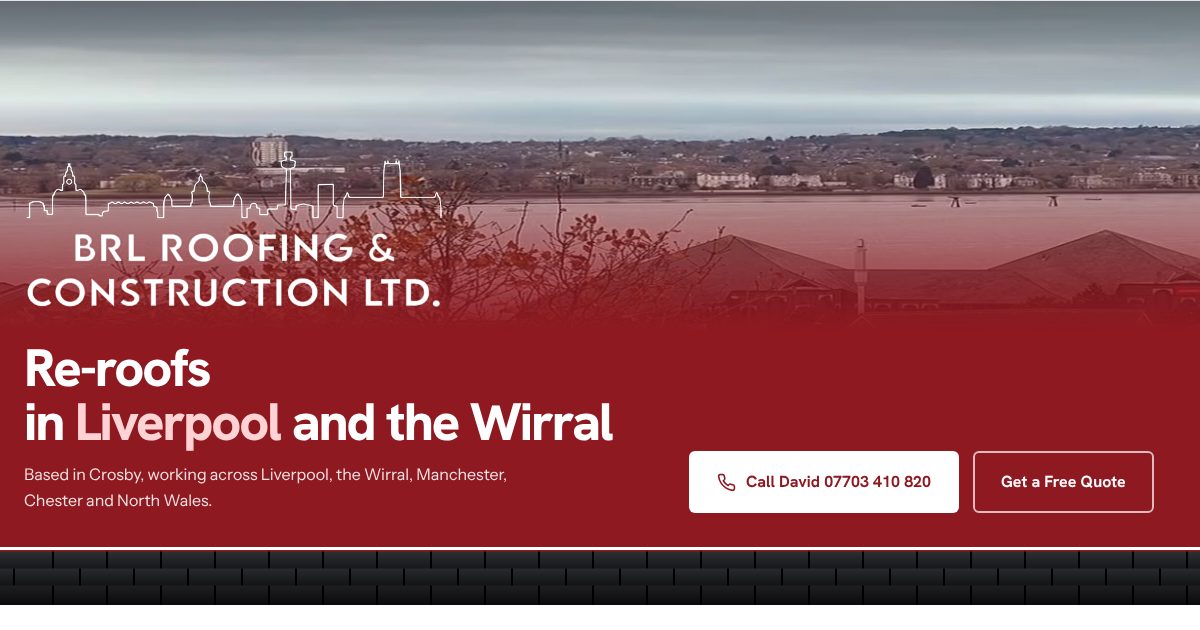 BRL ROOFING &
CONSTRUCTION LTD.
Re-roofs
in Liverpool and the Wirral
Based in Crosby, working across Liverpool, the Wirral, Manchester,
Chester and North Wales.
Call David 07703 410 820
Get a Free Quote